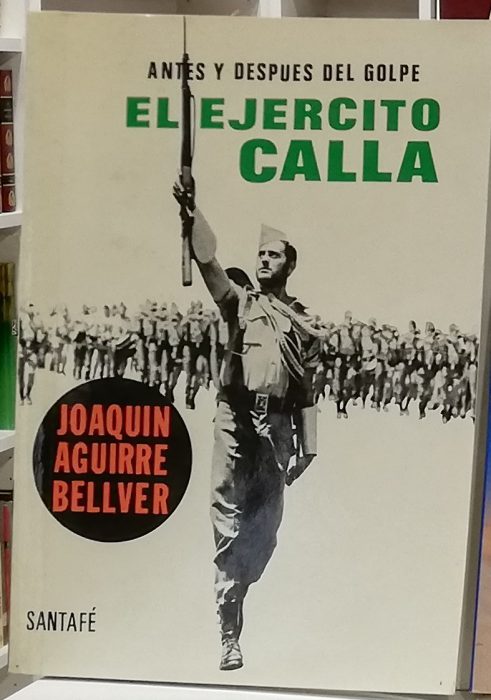 ANTES Y DESPUES DEL GOLPE
EL EJERCITO
CALLA
JOAQUIN
AGUIRRE
BELLVER
SANTAFÉ